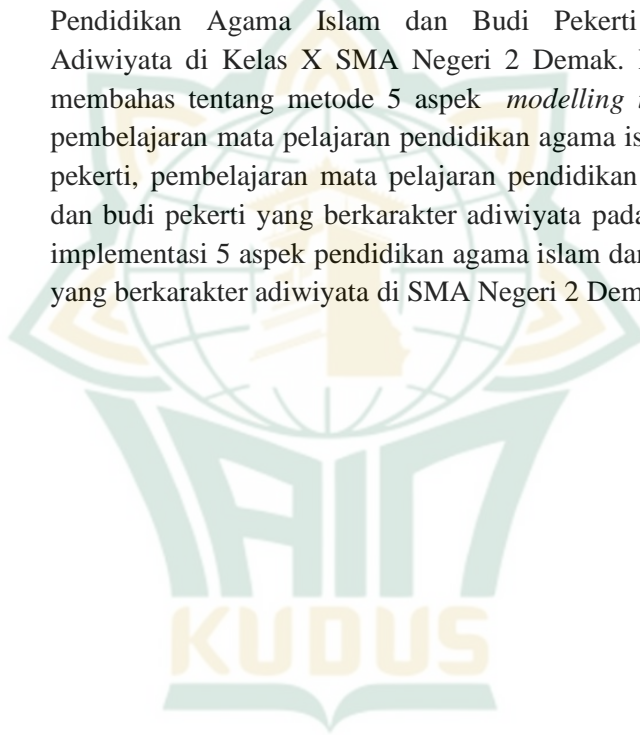 Pendidikan Agama Islam dan Budi Pekerti
Adiwiyata di Kelas X SMA Negeri 2 Demak.
membahas tentang metode 5 aspek modelling
pembelajaran mata pelajaran pendidikan agama
pekerti, pembelajaran mata pelajaran pendidikan
dan budi pekerti yang berkarakter adiwiyata pada
implementasi 5 aspek pendidikan agama islam dan
yang berkarakter adiwiyata di SMA Negeri 2
IAIN
KUDUS